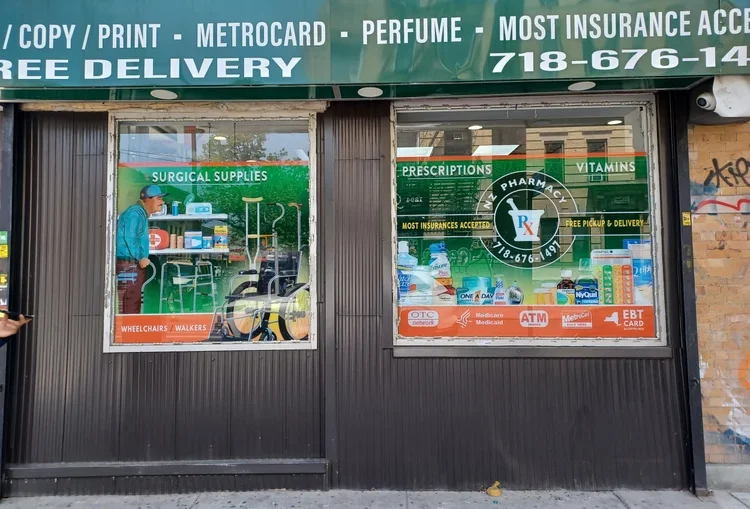 / COPY / PRINT - METROCARD - PERFUME - MOST INSURANCE ACCE
REE DELIVERY 718-676-14
SURGICAL SUPPLIES
WHEELCHAIRS / WALKERS
PRESCRIPTIONS VITAMINS
NZ PHARMACY
Rx
718-676-1497
MOST INSURANCES ACCEPTED
FREE PICKUP & DELIVERY
ONE A DAY
NyQuil
OTC
network
Medicare
Medicaid
ATM
MetroCard
EBT
CARD